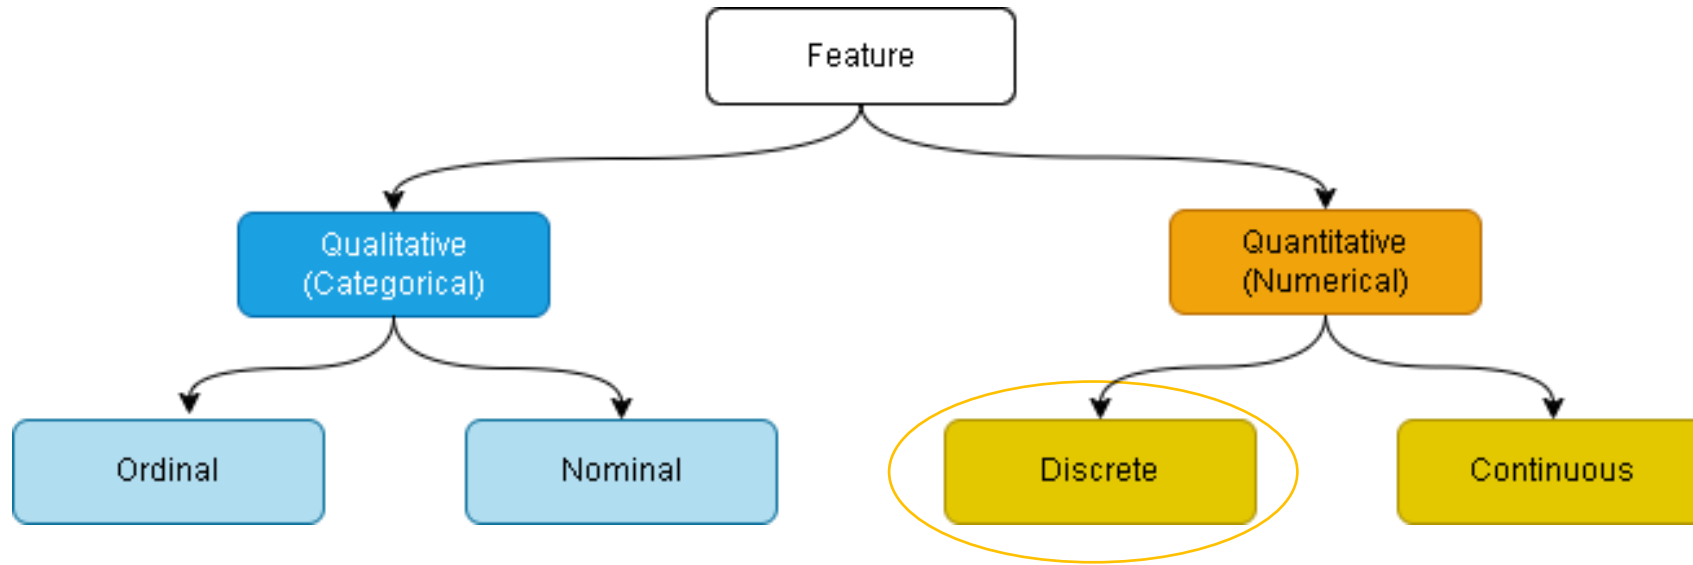 Feature
Qualitative
(Categorical)
Quantitative
(Numerical)
Ordinal
Nominal
Discrete
Continuous